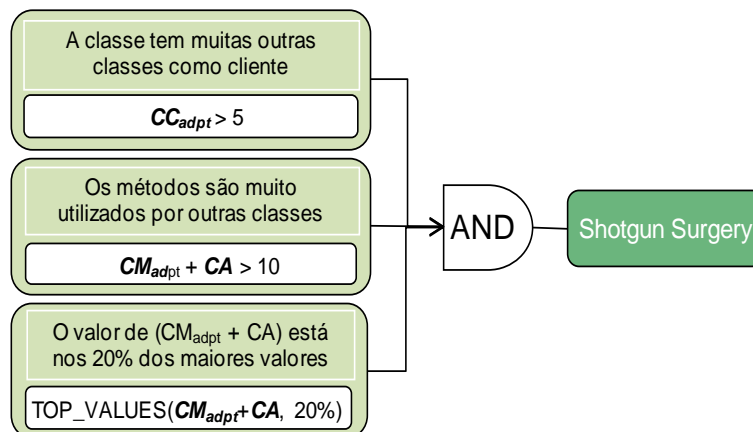 A classe tem muitas outras
classes como cliente
CCadpt > 5
Os métodos são muito
utilizados por outras classes
CMadpt + CA > 10
O valor de (CMadpt + CA) está
nos 20% dos maiores valores
TOP_VALUES(CMadpt+CA, 20%)
AND
Shotgun Surgery